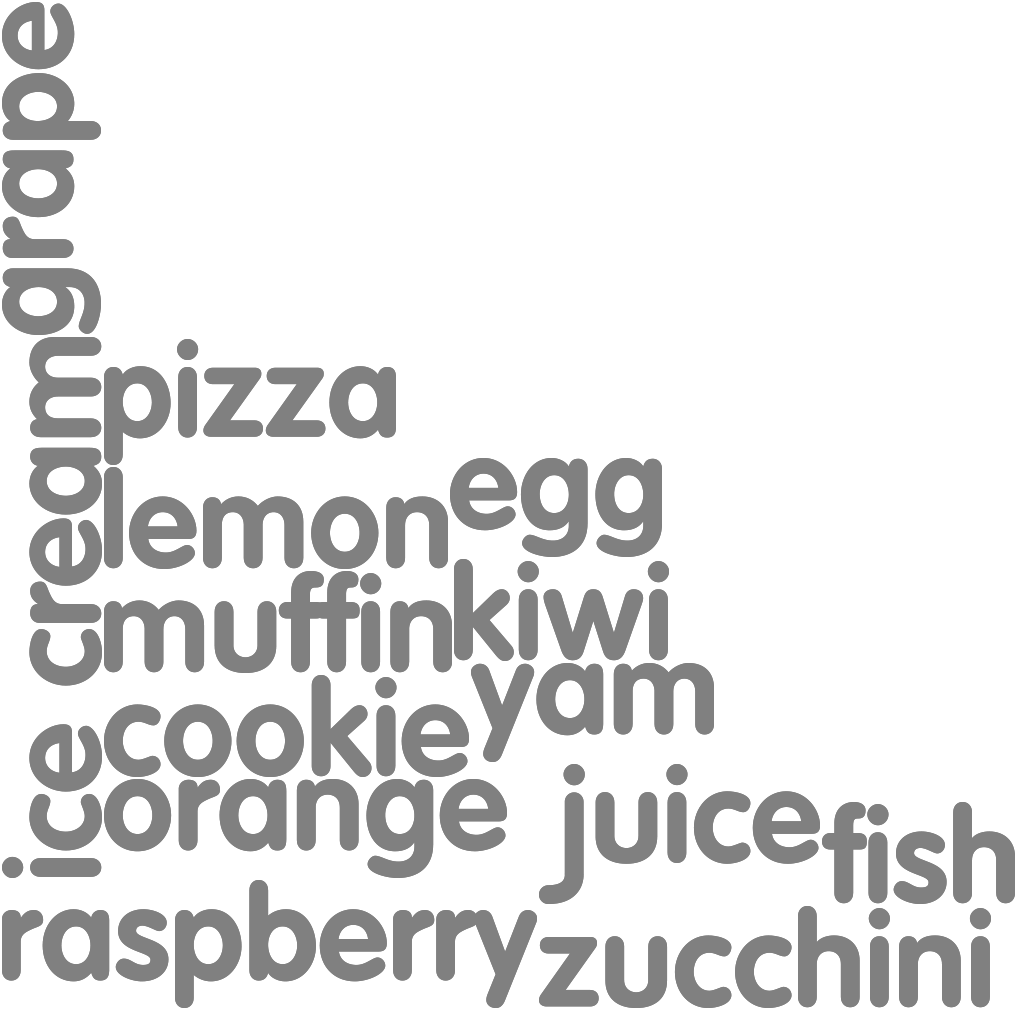 grape
ice cream
pizza
egg
lemon
kiwi
muffin
yam
cookie
orange juice
fish
raspberry
zucchini